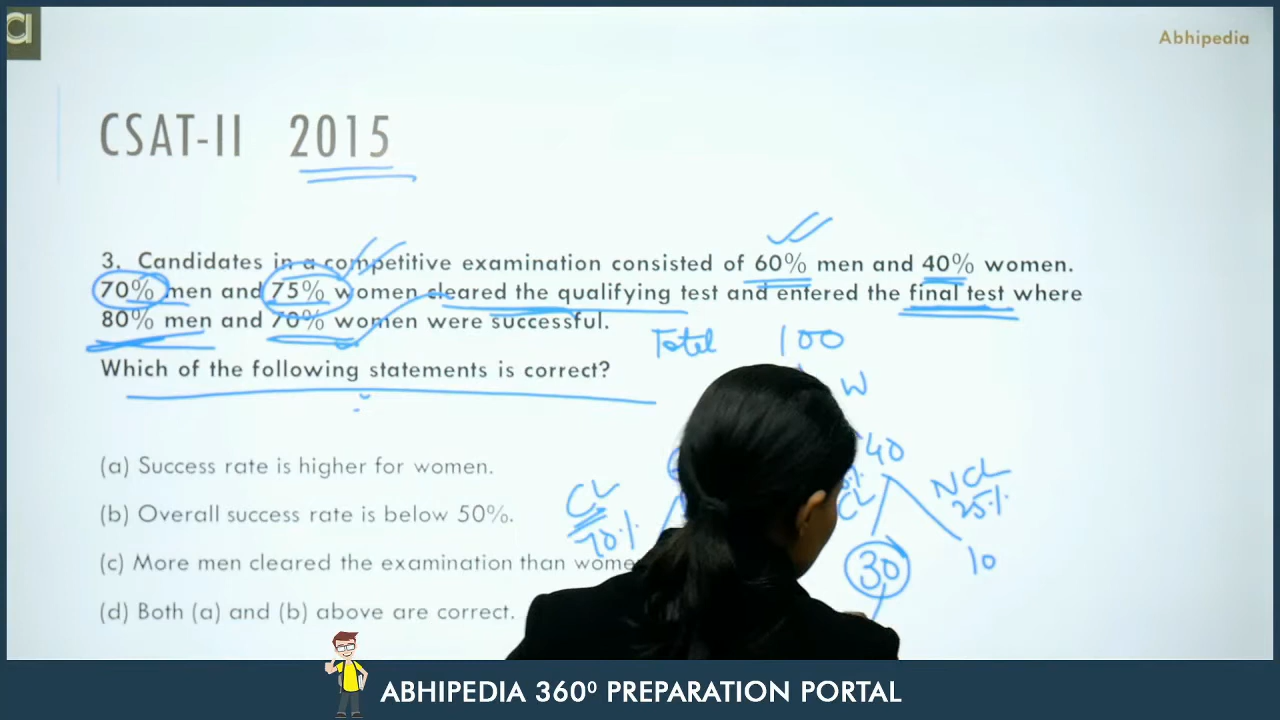 a
Abhipedia
CSAT-II 2015
3. Candidates in a competitive examination consisted of 60% men and 40% women.
70% men and 75% women cleared the qualifying test and entered the final test where
80% men and 70% women were successful.
Total 100
W
Which of the following statements is correct?
40
(a) Success rate is higher for women.
CL
NCL
CL
25%
(b) Overall success rate is below 50%.
70%
(c) More men cleared the examination than
30
10
(d) Both (a) and (b) above are correct.
ABHIPEDIA 360⁰ PREPARATION PORTAL